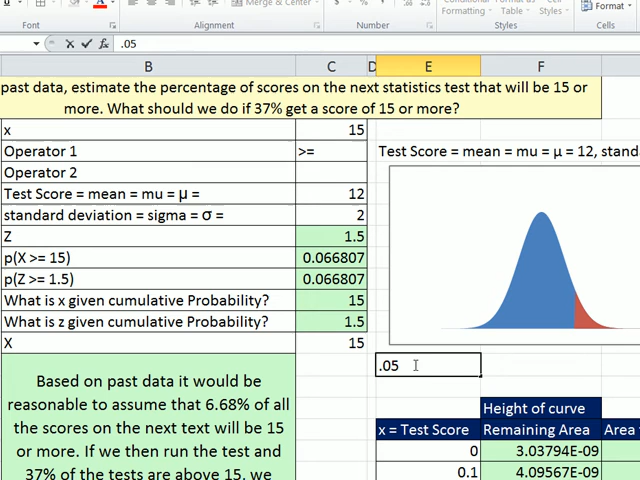 Formatting
Table
Styles
Merge & Center
Format
Font
Alignment
Number
Styles
Cells
.05
B
C
D
E
F
past data, estimate the percentage of scores on the next statistics test that will be 15 or
more. What should we do if 37% get a score of 15 or more?
x 15
Operator 1 >=
Test Score = mean = mu = µ = 12, standa
Operator 2
Test Score = mean = mu = µ = 12
standard deviation = sigma = σ = 2
Z 1.5
p(X >= 15) 0.066807
p(Z >= 1.5) 0.066807
What is x given cumulative Probability? 15
What is z given cumulative Probability? 1.5
X 15
.05
Based on past data it would be
reasonable to assume that 6.68% of all
the scores on the next text will be 15
or more. If we then run the test and
37% of the tests are above 15, we
Height of curve
x = Test Score Remaining Area Area
0 3.03794E-09
0.1 4.09567E-09